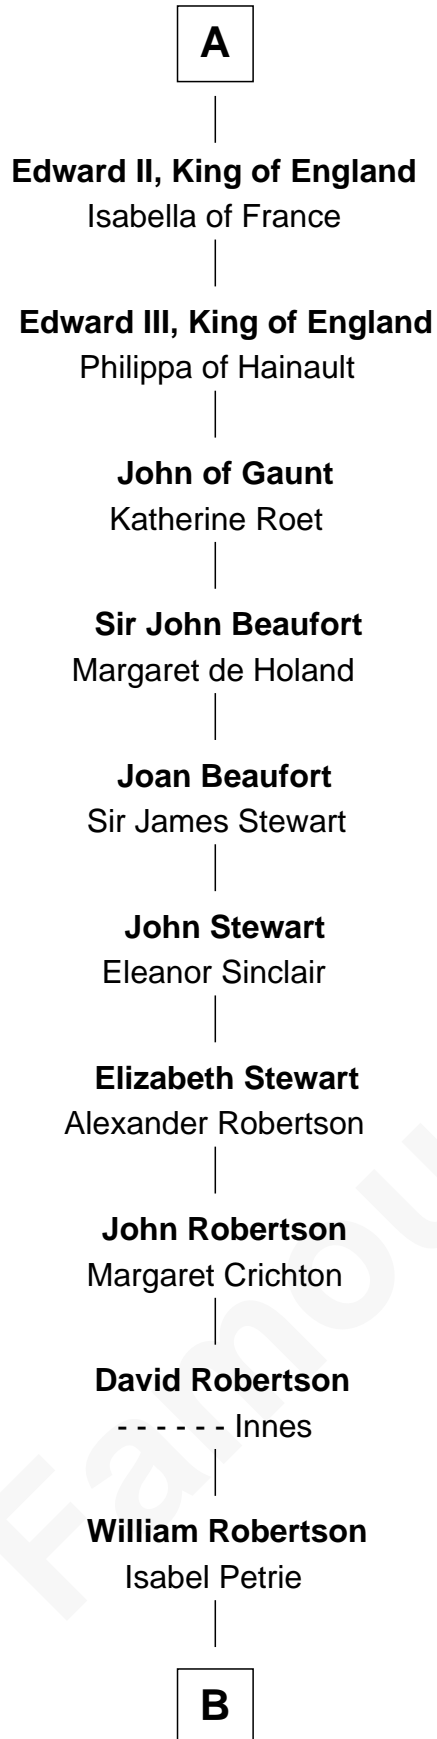 A
Edward II, King of England
Isabella of France
Edward III, King of England
Philippa of Hainault
John of Gaunt
Katherine Roet
Sir John Beaufort
Margaret de Holand
Joan Beaufort
Sir James Stewart
John Stewart
Eleanor Sinclair
Elizabeth Stewart
Alexander Robertson
John Robertson
Margaret Crichton
David Robertson
- - - - - - Innes
William Robertson
Isabel Petrie
B
Famou